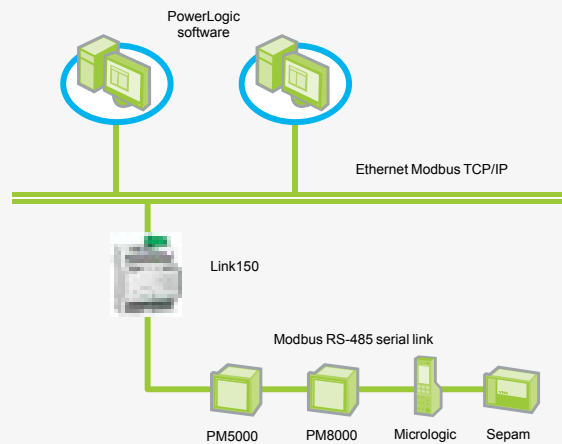 PowerLogic
software
Ethernet Modbus TCP/IP
Link150
Modbus RS-485 serial link
PM5000
PM8000
Micrologic
Sepam